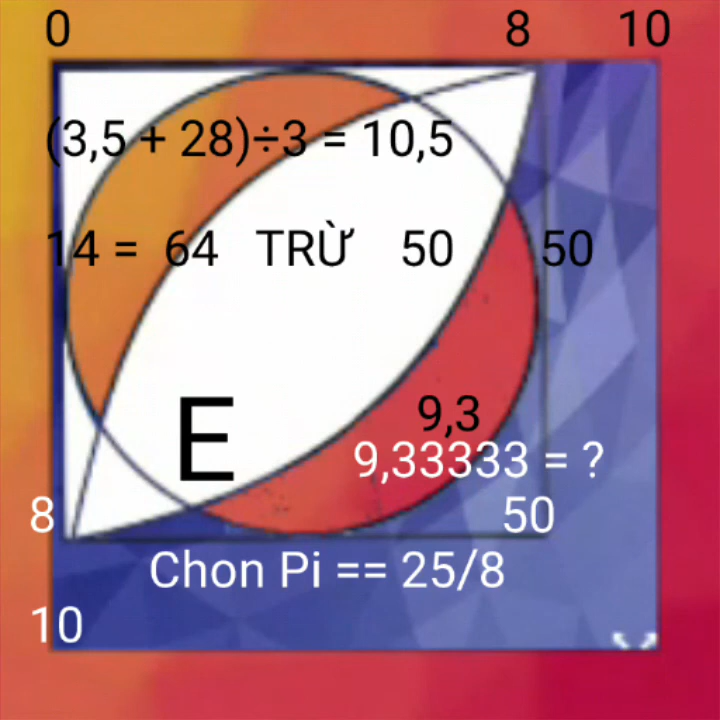 0 8 10
(3,5 + 28)÷3 = 10,5
14 = 64 TRỪ 50 50
E
9,3
9,33333 = ?
8 50
Chon Pi == 25/8
10